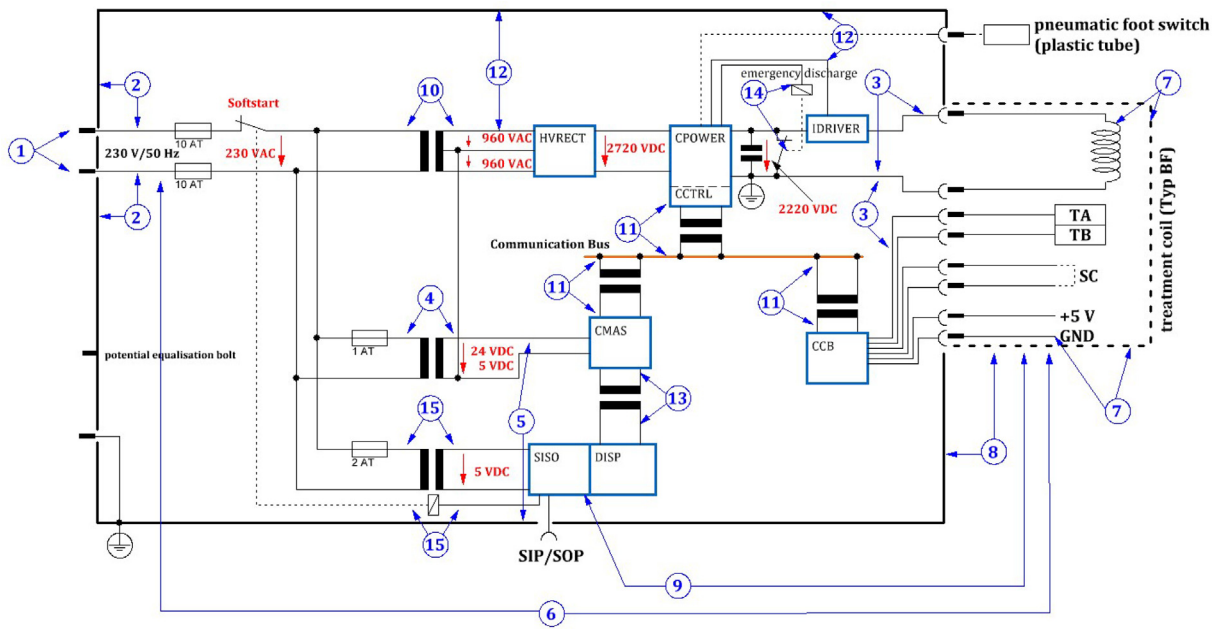 12
12
pneumatic foot switch
(plastic tube)
2
emergency discharge
3
7
Softstart
10
14
1
10 AT
230 V/50 Hz
230 VAC
10 AT
960 VAC
960 VAC
HVRECT
2720 VDC
CPOWER
CCTRL
IDRIVER
2220 VDC
2
3
11
TA
TB
Communication Bus
SC
treatment coil (Typ BF)
11
11
4
+5 V
GND
CMAS
CCB
1 AT
24 VDC
5 VDC
potential equalisation bolt
13
7
15
5
8
2 AT
SISO
DISP
5 VDC
15
SIP/SOP
9
6